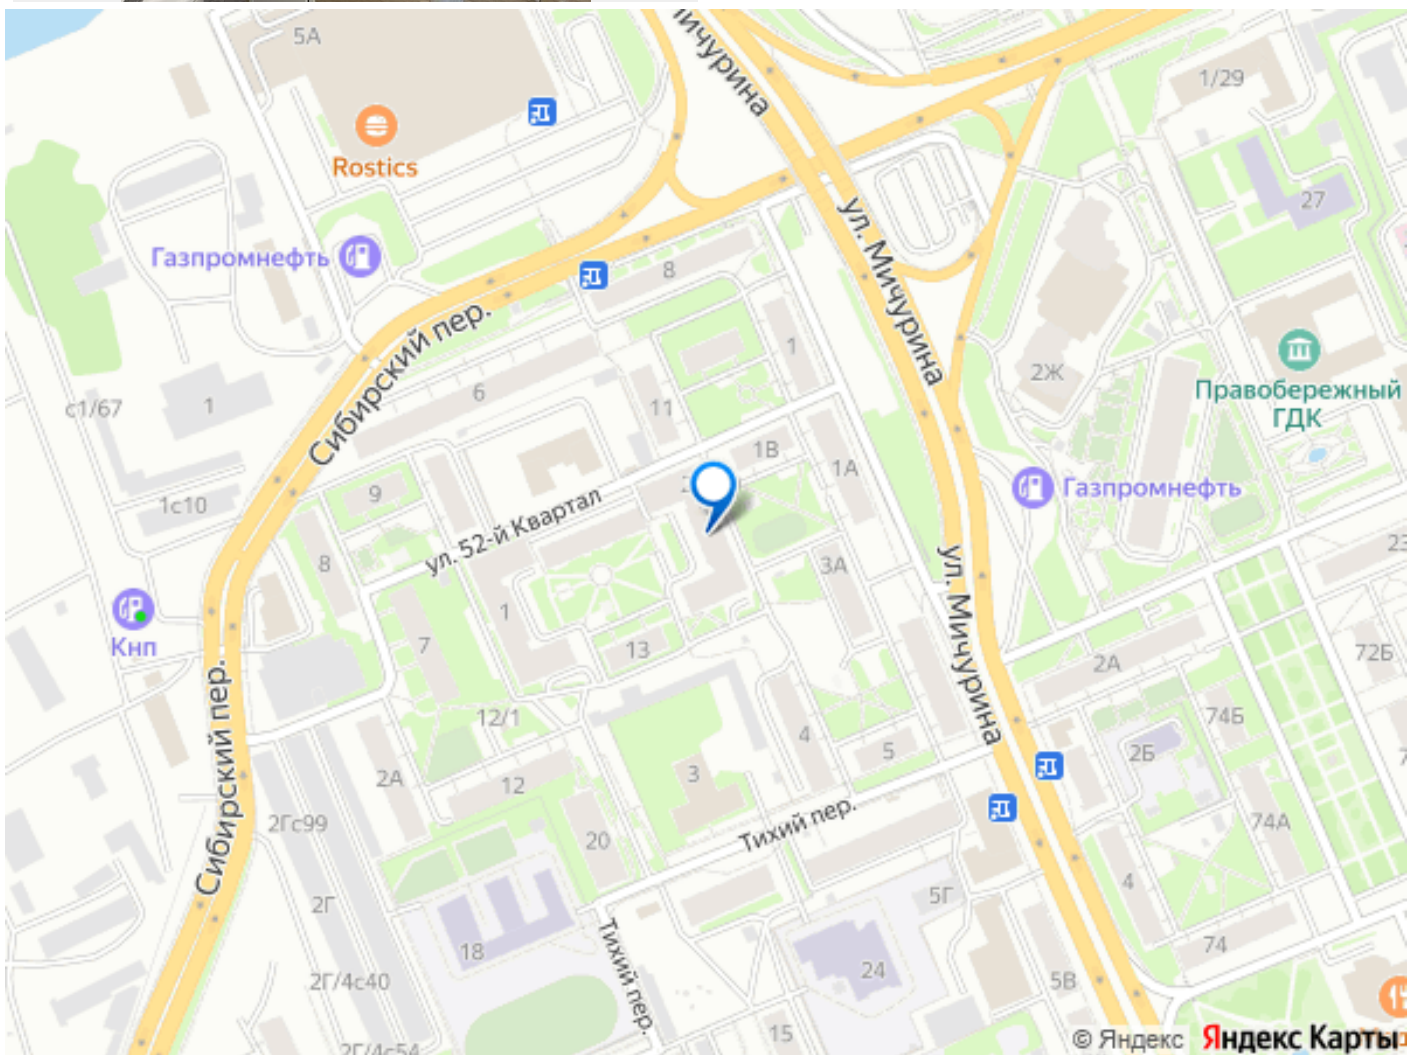 5А
ичурина
1/29
Rostics
27
ул. Мичурина
Газпромнефть
8
Сибирский пер.
1
2Ж
Правобережный
ГДК
6
11
с1/67
1
1В
1А
9
1с10
ул. 52-й Квартал
Газпромнефть
8
3А
23
ул. Мичурина
Кнп
1
7
13
72Б
2А
Сибирский пер.
12/1
74Б
4
5
2Б
2А
12
3
Тихий пер.
2Гс99
20
74А
4
5Г
2Г
18
Тихий пер.
74
24
2Г/4с40
5В
15
2Г/4с54
© Яндекс Яндекс Карты